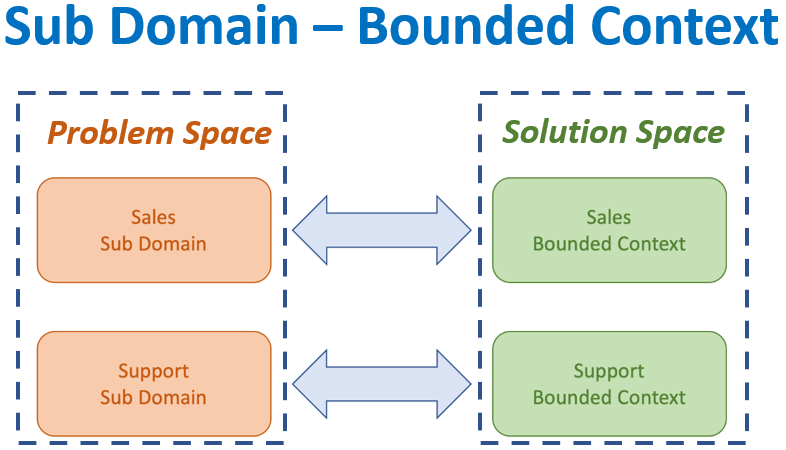 Sub Domain – Bounded Context
Problem Space
Solution Space
Sales
Sub Domain
Sales
Bounded Context
Support
Sub Domain
Support
Bounded Context